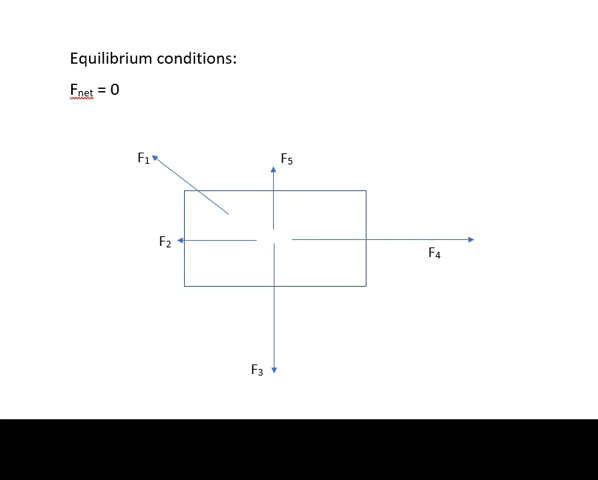 Equilibrium conditions:
Fnet = 0
F1
F5
F2
F4
F3